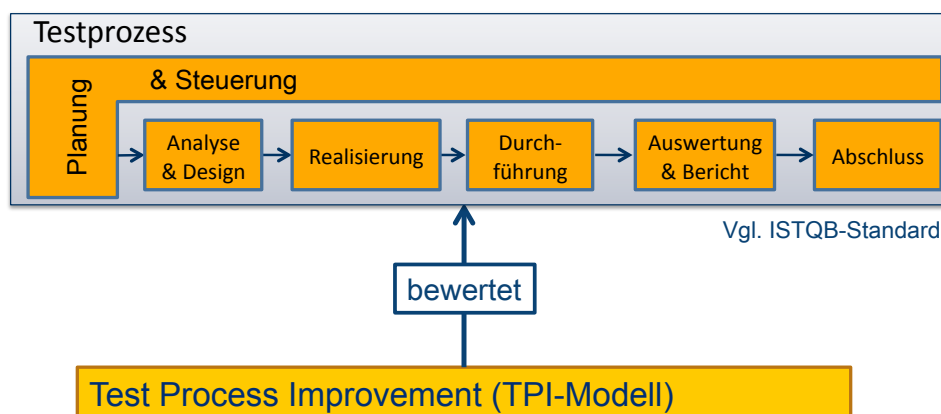 Testprozess
& Steuerung
Planung
Analyse
& Design
Realisierung
Durch-
führung
Auswertung
& Bericht
Abschluss
Vgl. ISTQB-Standard
bewertet
Test Process Improvement (TPI-Modell)